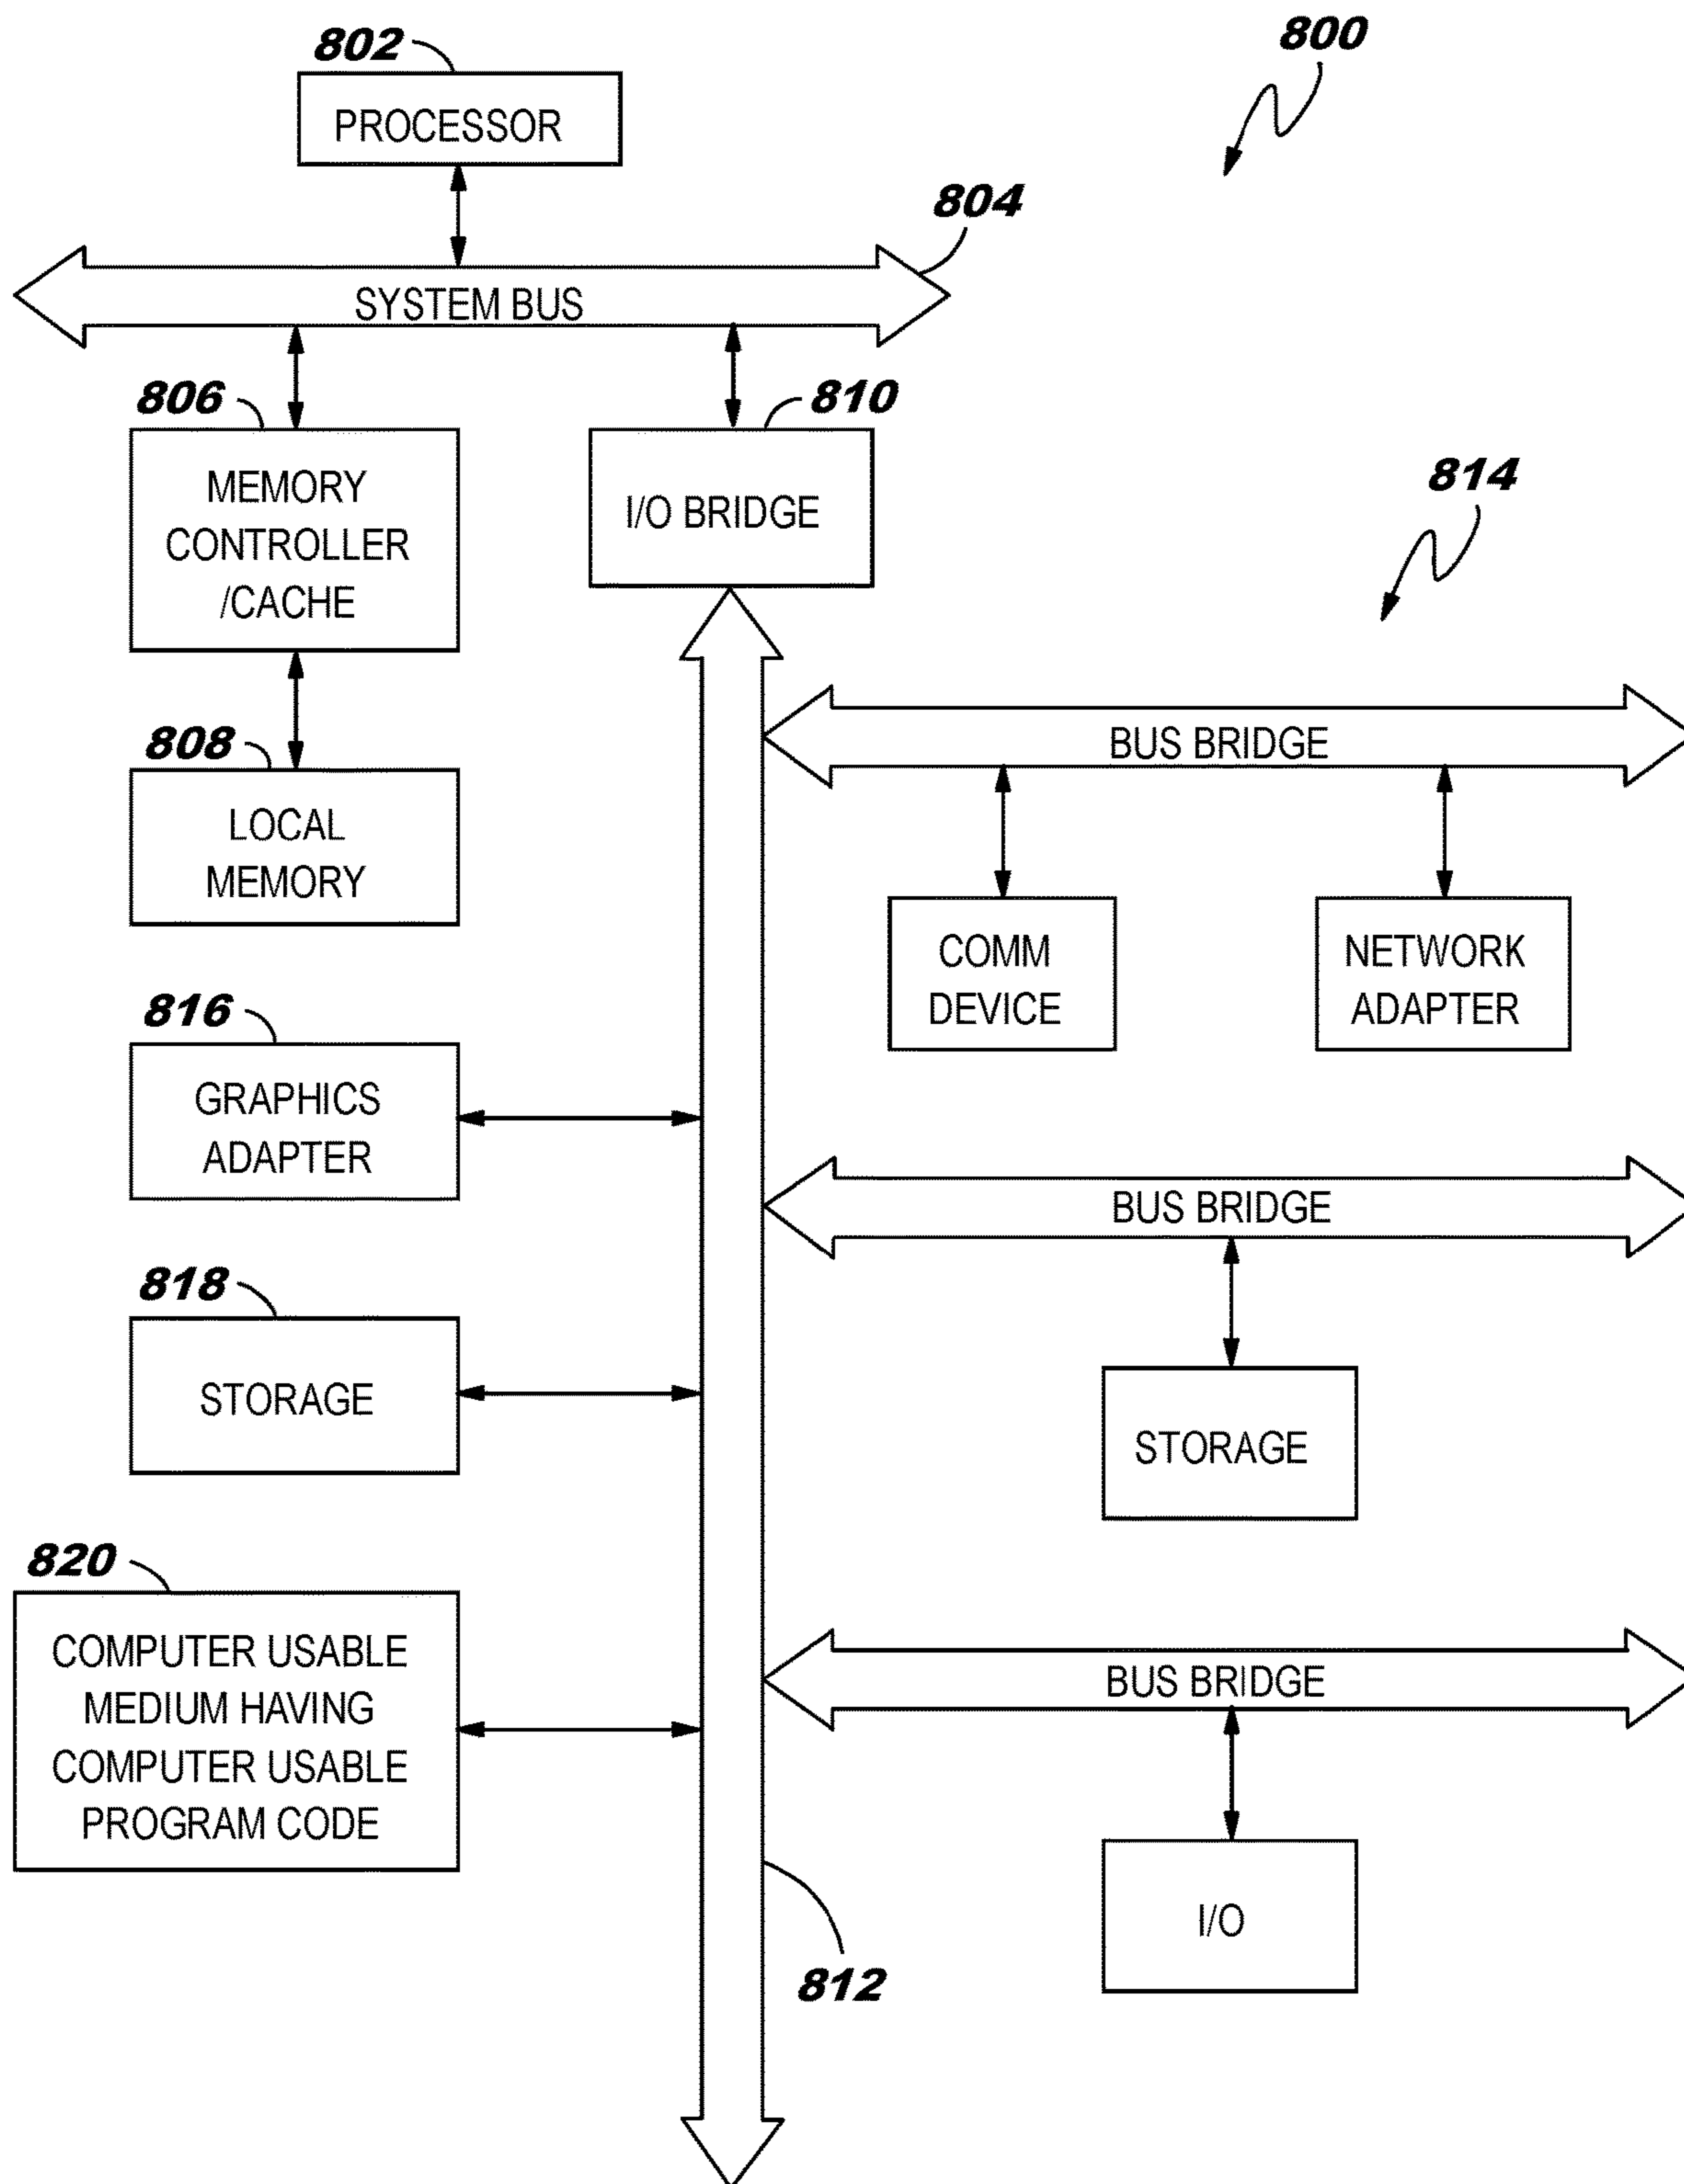 802
800
PROCESSOR
804
SYSTEM BUS
806
810
MEMORY
CONTROLLER
/CACHE
I/O BRIDGE
814
808
LOCAL
MEMORY
BUS BRIDGE
COMM
DEVICE
NETWORK
ADAPTER
816
GRAPHICS
ADAPTER
BUS BRIDGE
818
STORAGE
STORAGE
820
COMPUTER USABLE
MEDIUM HAVING
COMPUTER USABLE
PROGRAM CODE
BUS BRIDGE
I/O
812